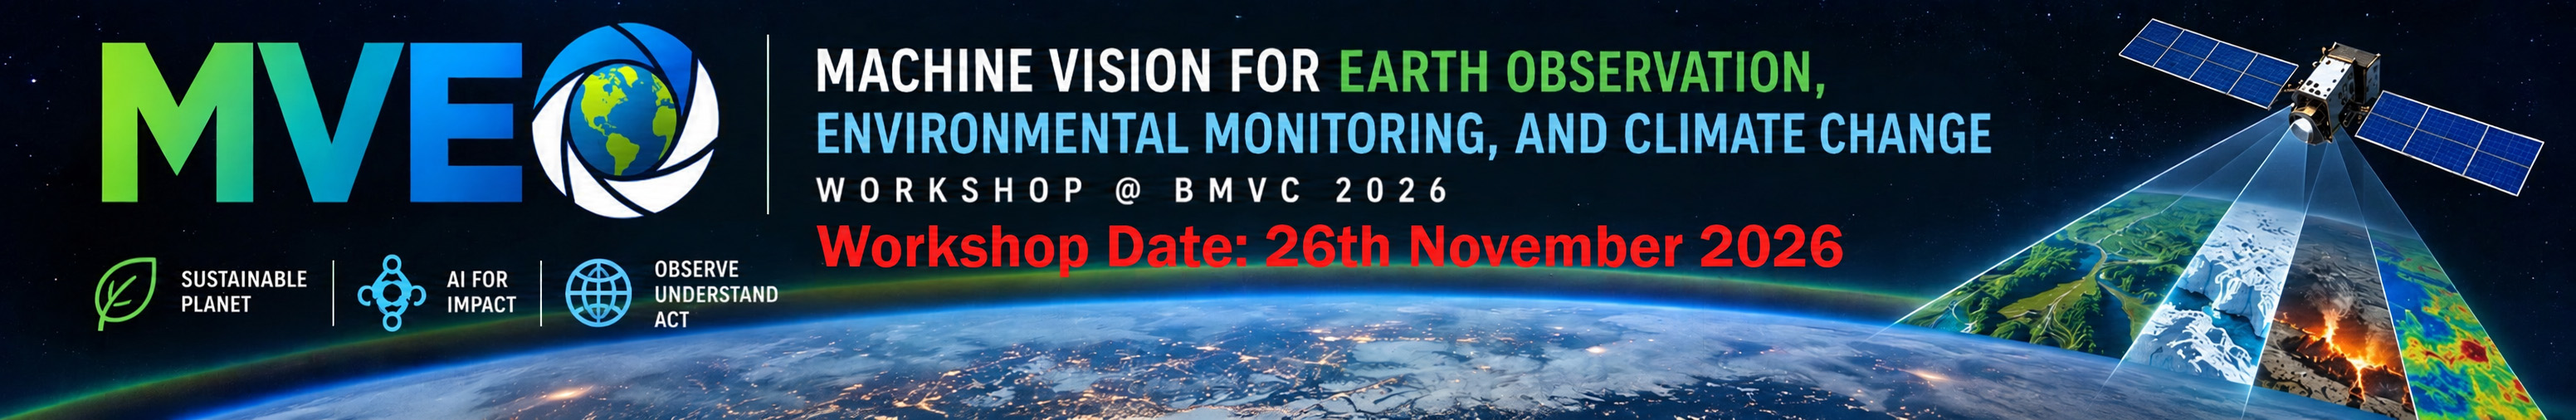 MVEO
MACHINE VISION FOR EARTH OBSERVATION,
ENVIRONMENTAL MONITORING, AND CLIMATE CHANGE
WORKSHOP @ BMVC 2026
Workshop Date: 26th November 2026
SUSTAINABLE
PLANET
AI FOR
IMPACT
OBSERVE
UNDERSTAND
ACT